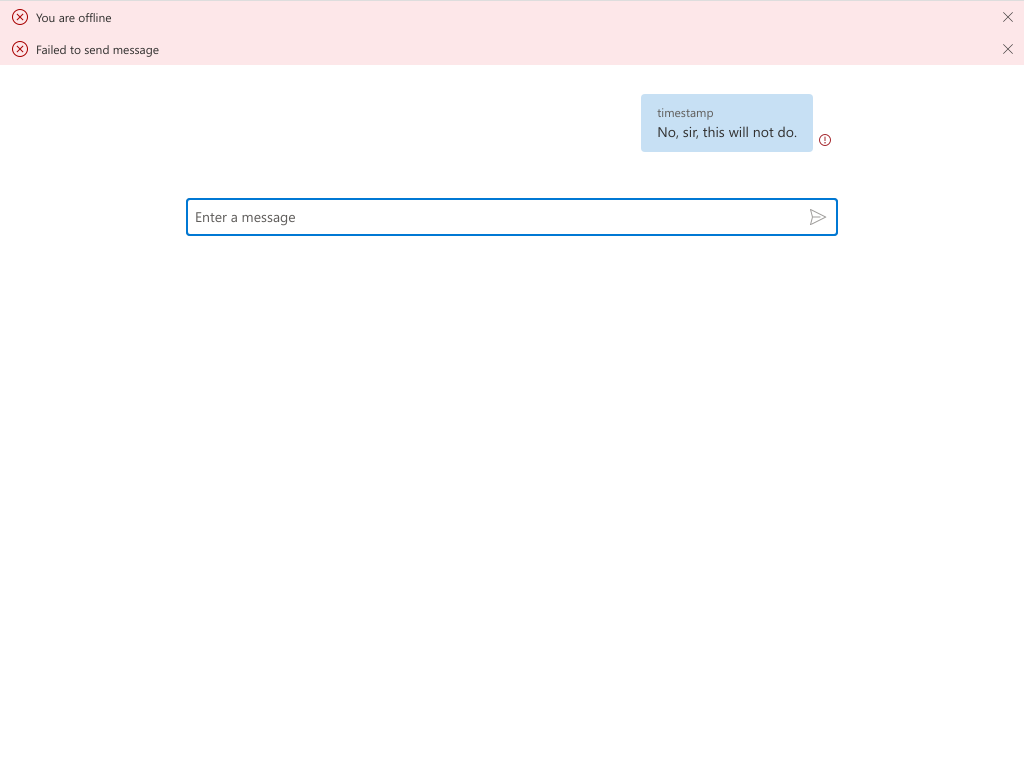 You are offline
Failed to send message
timestamp
No, sir, this will not do.
Enter a message